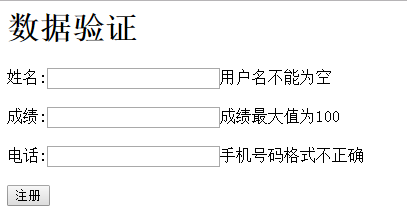 数据验证
姓名:用户名不能为空
成绩:成绩最大值为100
电话:手机号码格式不正确
注册